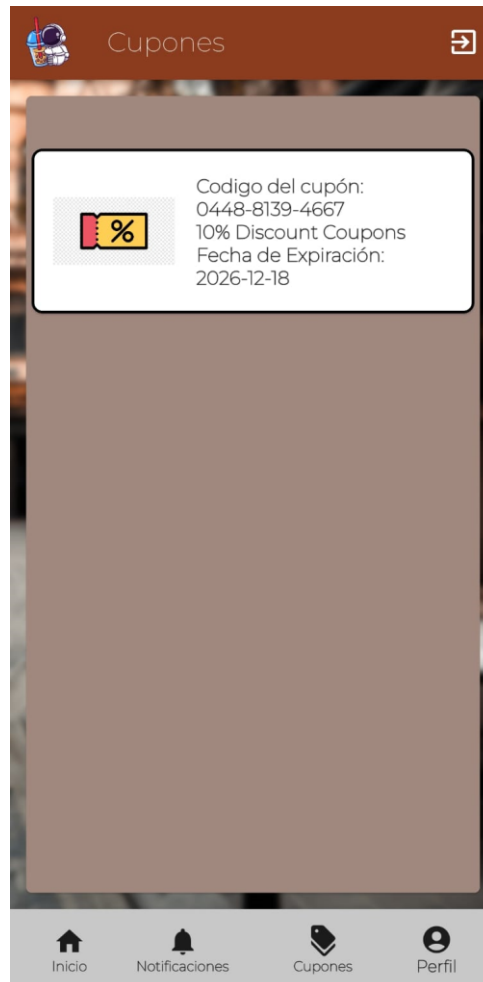 Cupones
Codigo del cupón:
0448-8139-4667
10% Discount Coupons
Fecha de Expiración:
2026-12-18
%
Inicio
Notificaciones
Cupones
Perfil